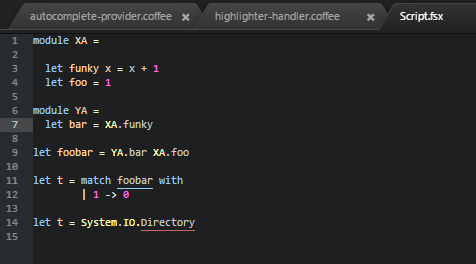 autocomplete-provider.coffee × highlighter-handler.coffee × Script.fsx
1 module XA =
2
3 let funky x = x + 1
4 let foo = 1
5
6 module YA =
7 let bar = XA.funky
8
9 let foobar = YA.bar XA.foo
10
11 let t = match foobar with
12 | 1 -> 0
13
14 let t = System.IO.Directory
15